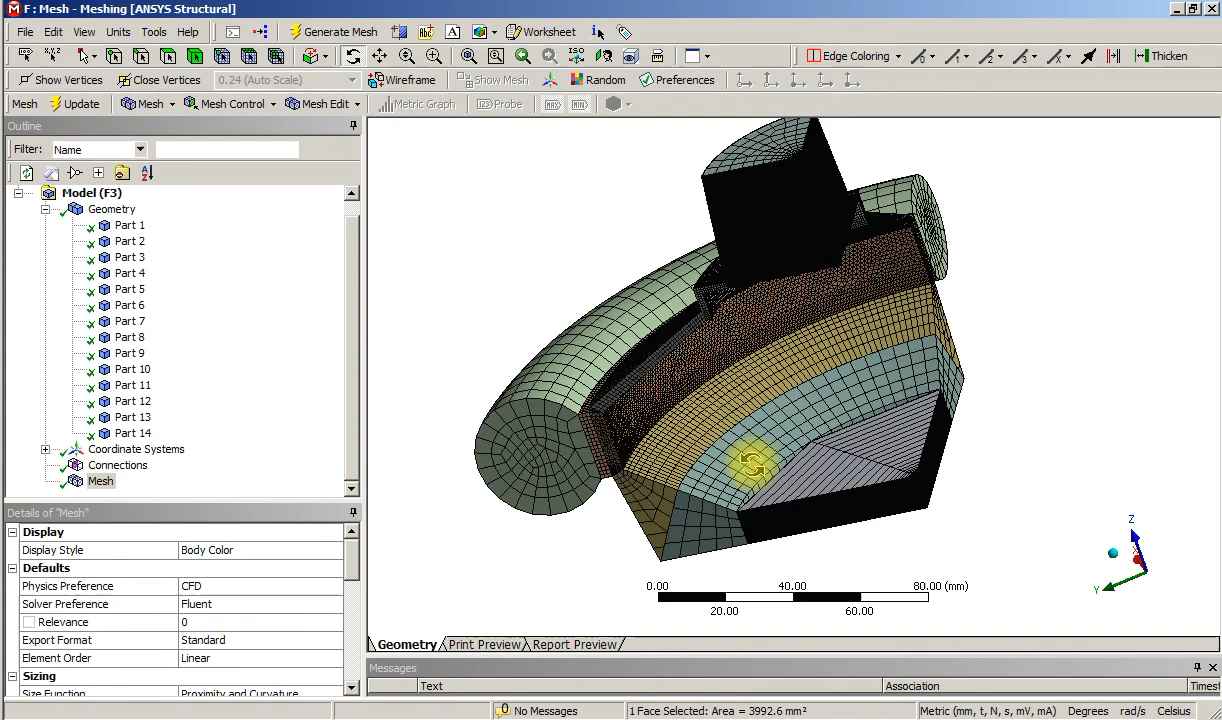 F : Mesh - Meshing [ANSYS Structural]
File Edit View Units Tools Help Generate Mesh Abc A Worksheet i
Edge Coloring Thicken
Show Vertices Close Vertices 0.24 (Auto Scale) Wireframe Show Mesh Random Preferences
Mesh Update Mesh Mesh Control Mesh Edit Metric Graph Probe MAX MIN
Outline
Filter: Name
Model (F3)
Geometry
Part 1
Part 2
Part 3
Part 4
Part 5
Part 6
Part 7
Part 8
Part 9
Part 10
Part 11
Part 12
Part 13
Part 14
Coordinate Systems
Connections
Mesh
Details of "Mesh"
Display
Display Style Body Color
Defaults
Physics Preference CFD
Solver Preference Fluent
Relevance 0
Export Format Standard
Element Order Linear
Sizing
Size Function Proximity and Curvature
Z
X
Y
0.00 40.00 80.00 (mm)
20.00 60.00
Geometry Print Preview Report Preview
Messages
Text Association Timest
No Messages 1 Face Selected: Area = 3992.6 mm² Metric (mm, t, N, s, mV, mA) Degrees rad/s Celsius